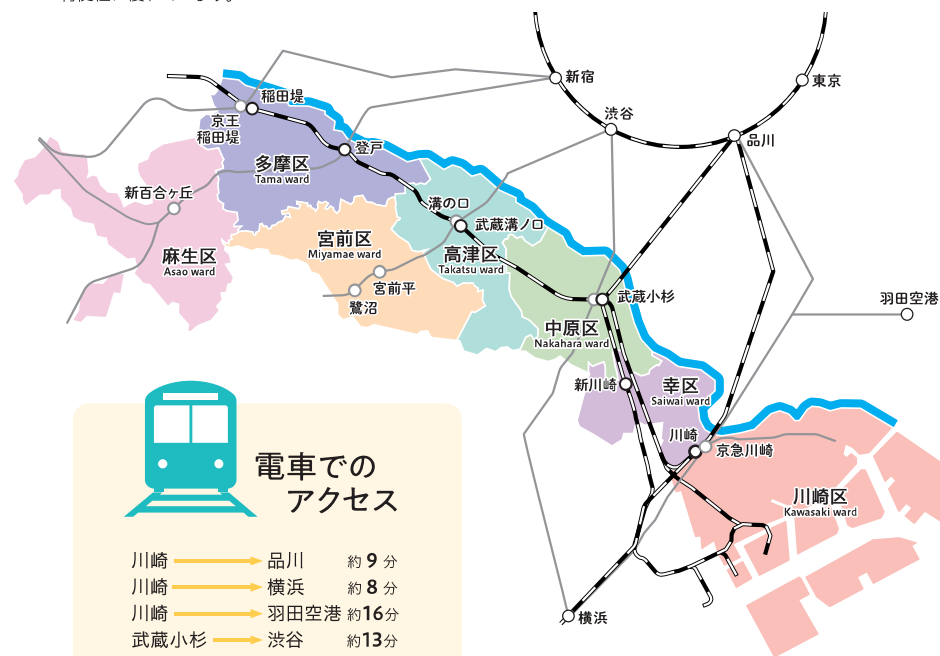 新宿
東京
渋谷
品川
稲田堤
京王
稲田堤
登戸
多摩区
Tama ward
新百合ヶ丘
麻生区
Asao ward
溝の口
武蔵溝ノ口
宮前区
Miyamae ward
高津区
Takatsu ward
宮前平
鷺沼
武蔵小杉
羽田空港
中原区
Nakahara ward
新川崎
幸区
Saiwai ward
川崎
京急川崎
川崎区
Kawasaki ward
横浜
電車での
アクセス
川崎 品川 約9分
川崎 横浜 約8分
川崎 羽田空港 約16分
武蔵小杉 渋谷 約13分